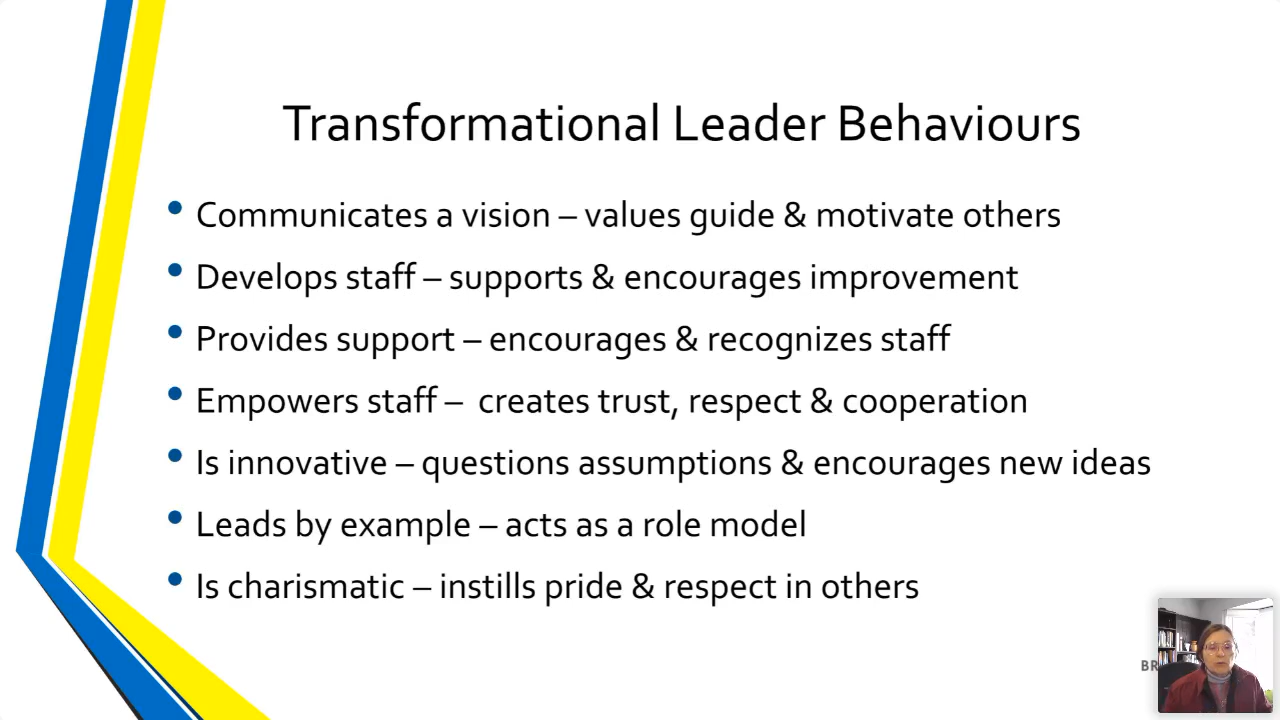 Transformational Leader Behaviours
• Communicates a vision – values guide & motivate others
• Develops staff – supports & encourages improvement
• Provides support – encourages & recognizes staff
• Empowers staff – creates trust, respect & cooperation
• Is innovative – questions assumptions & encourages new ideas
• Leads by example – acts as a role model
• Is charismatic – instills pride & respect in others